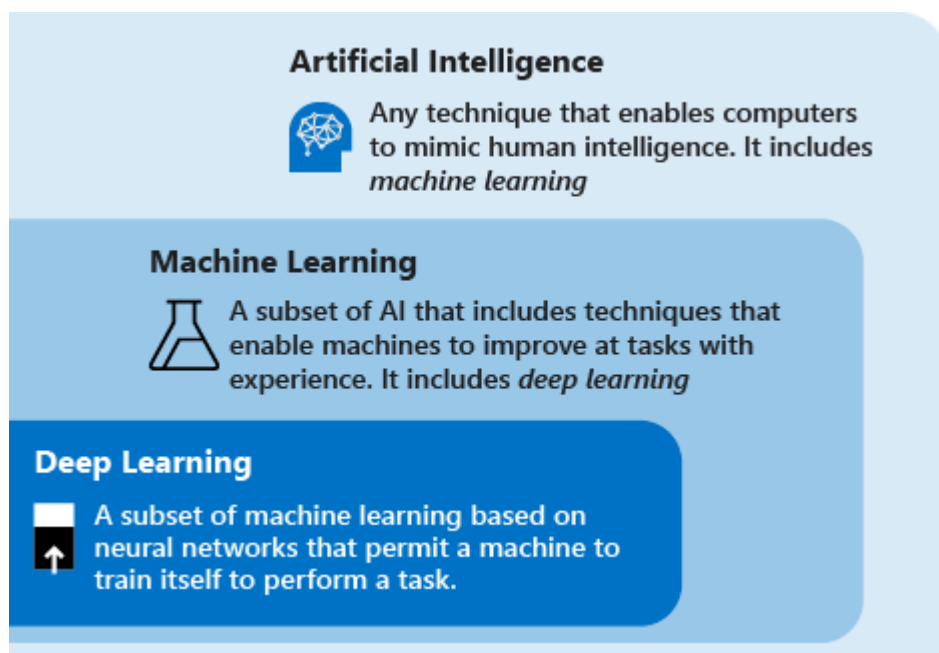 Artificial Intelligence
Any technique that enables computers
to mimic human intelligence. It includes
machine learning
Machine Learning
A subset of AI that includes techniques that
enable machines to improve at tasks with
experience. It includes deep learning
Deep Learning
A subset of machine learning based on
neural networks that permit a machine to
train itself to perform a task.